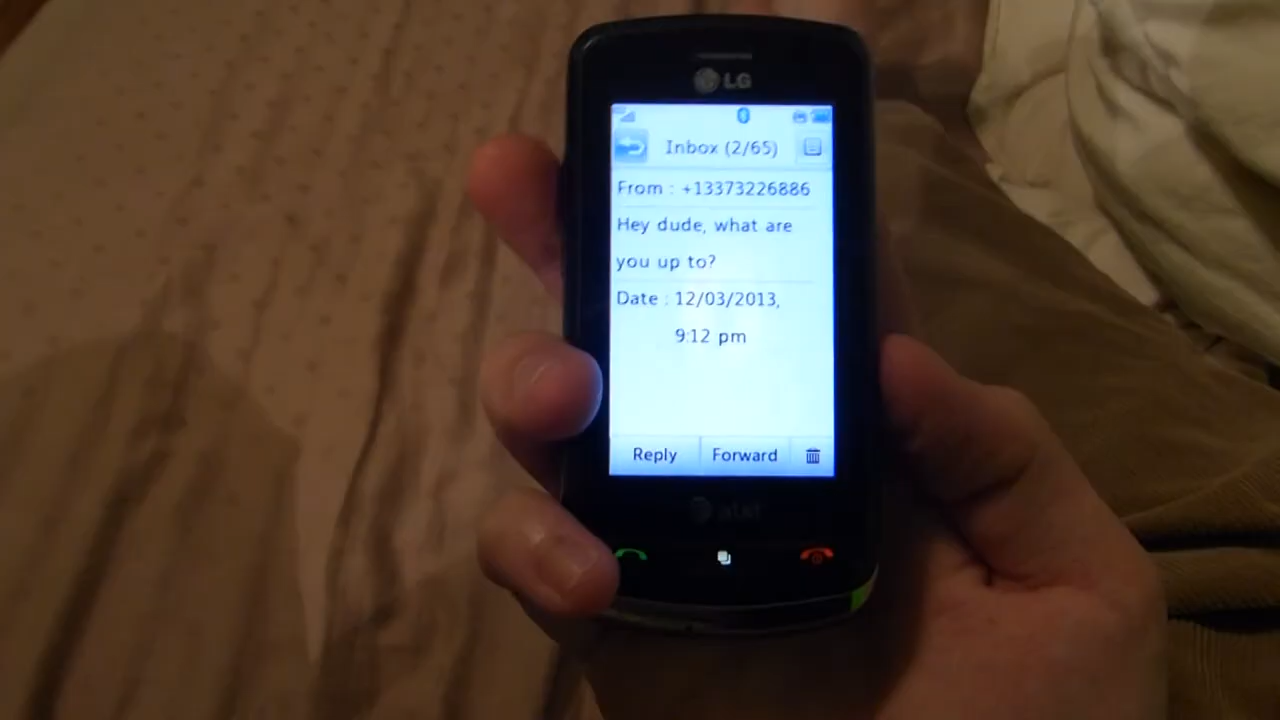 LG
Inbox (2/65)
From : +13373226886
Hey dude, what are
you up to?
Date : 12/03/2013,
9:12 pm
Reply Forward
at&t